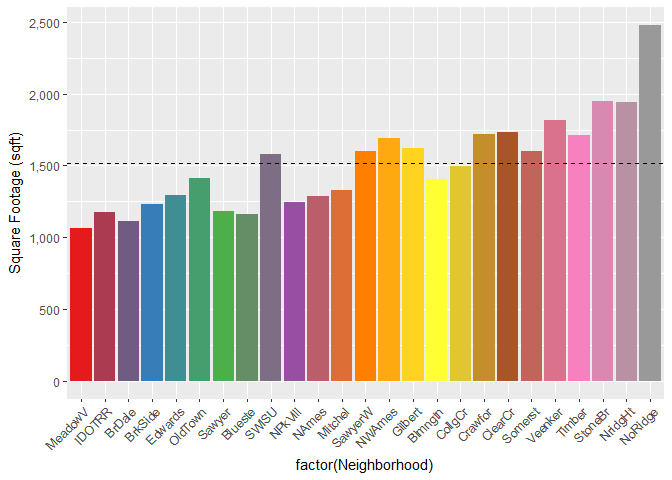 Square Footage (sqft)
2,500
2,000
1,500
1,000
500
0
MeadowV
IDOTRR
BrDale
BrkSide
Edwards
OldTown
Sawyer
Blueste
SWISU
NPkVill
NAmes
Mitchel
SawyerW
NWAmes
Gilbert
Blmngtn
CollgCr
Crawfor
ClearCr
Somerst
Veenker
Timber
StoneBr
NridgHt
NoRidge
factor(Neighborhood)